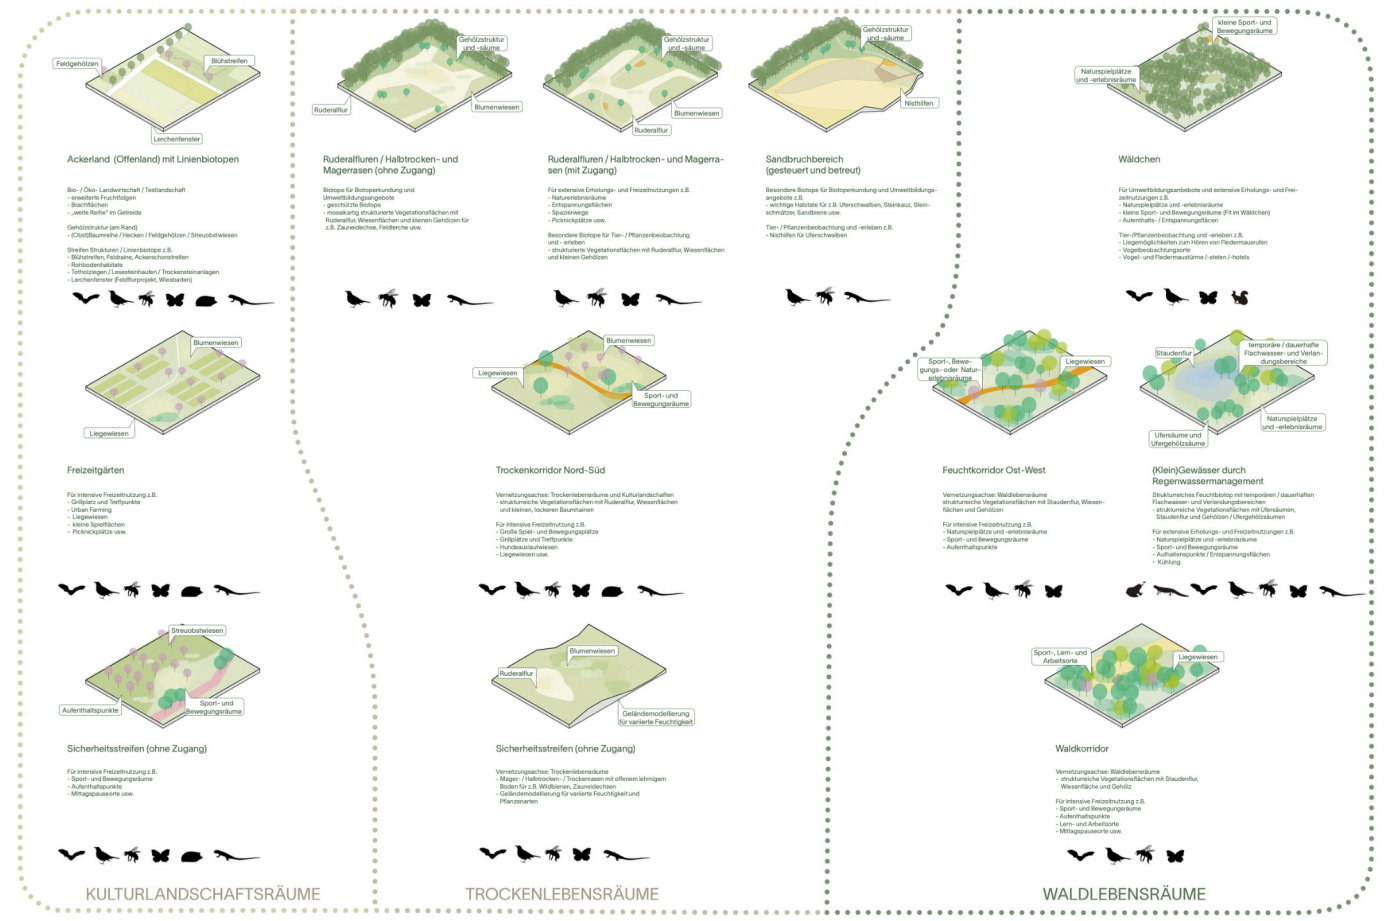 Feldgehölzen
Blühstreifen
Lerchenfenster
Ackerland (Offenland) mit Linienbiotopen
Bio- / Öko- Landwirtschaft / Testlandschaft
- erweiterte Fruchtfolgen
- Brachflächen
- „weite Reihe" im Getreide
Gehölzstruktur (am Rand)
- (Obst)Baumreihe / Hecken / Feldgehölzen / Streuobstwiesen
Streifen Strukturen / Linienbiotope z.B.
- Blühstreifen, Feldraine, Ackerschonstreifen
- Rohbodenhabitate
- Totholzlegen / Lesesteinhaufen / Trockensteinanlagen
- Lerchenfenster (Feldflurprojekt, Wiesbaden)
Gehölzstruktur
und -säume
Ruderalflur
Blumenwiesen
Ruderalfluren / Halbtrocken- und
Magerrasen (ohne Zugang)
Biotope für Biotoperkundung und
Umweltbildungsangebote
- geschützte Biotope
- mosaikartig strukturierte Vegetationsflächen mit
Ruderalflur, Wiesenflächen und kleinen Gehölzen für
z.B. Zauneidechse, Feldlerche usw.
Gehölzstruktur
und -säume
Blumenwiesen
Ruderalflur
Ruderalfluren / Halbtrocken- und Magerra-
sen (mit Zugang)
Für extensive Erholungs- und Freizeitnutzungen z.B.
- Naturerlebnisräume
- Entspannungsflächen
- Spazierwege
- Picknickplätze usw.
Besondere Biotope für Tier- / Pflanzenbeobachtung
und - erleben
- strukturierte Vegetationsflächen mit Ruderalflur, Wiesenflächen
und kleinen Gehölzen
Gehölzstruktur
und -säume
Nisthilfen
Sandbruchbereich
(gesteuert und betreut)
Besondere Biotope für Biotoperkundung und Umweltbildungs-
angebote z.B.
- wichtige Habitate für z.B. Uferschwalben, Steinkauz, Stein-
schmätzer, Sandbiene usw.
Tier- / Pflanzenbeobachtung und -erleben z.B.
- Nisthilfen für Uferschwalben
kleine Sport- und
Bewegungsräume
Naturspielplätze
und -erlebnisräume
Wäldchen
Für Umweltbildungsanbebote und extensive Erholungs- und Frei-
zeitnutzungen z.B.
- Naturspielplätze und -erlebnisräume
- kleine Sport- und Bewegungsräume (Fit im Wäldchen)
- Aufenthalts- / Entspannungsflächen
Tier-/Pflanzenbeobachtung und -erleben z.B.
- Liegemöglichkeiten zum Hören von Fledermausrufen
- Vogelbeobachtungsorte
- Vogel- und Fledermaustürme /-stelen /-hotels
Blumenwiesen
Liegewiesen
Freizeitgärten
Für intensive Freizeitnutzung z.B.
- Grillplatz und Treffpunkte
- Urban Farming
- Liegewiesen
- kleine Spielflächen
- Picknickplätze usw.
Blumenwiesen
Liegewiesen
Sport- und
Bewegungsräume
Trockenkorridor Nord-Süd
Vernetzungsachse: Trockenlebensräume und Kulturlandschaften
- strukturreiche Vegetationsflächen mit Ruderalflur, Wiesenflächen
und kleinen, lockeren Baumhainen
Für intensive Freizeitnutzung z.B.
- Große Spiel- und Bewegungsplätze
- Grillplätze und Treffpunkte
- Hundeauslaufwiesen
- Liegewiesen usw.
Sport-, Bewe-
gungs- oder Natur-
erlebnisräume
Liegewiesen
Feuchtkorridor Ost-West
Vernetzungsachse: Waldlebensräume
- strukturreiche Vegetationsflächen mit Staudenflur, Wiesen-
flächen und Gehölzen
Für intensive Freizeitnutzung z.B.
- Naturspielplätze und -erlebnisräume
- Sport- und Bewegungsräume
- Aufenthaltspunkte
Staudenflur
temporäre / dauerhafte
Flachwasser- und Verlan-
dungsbereiche
Ufersäume und
Ufergehölzsäume
Naturspielplätze
und -erlebnisräume
(Klein)Gewässer durch
Regenwassermanagement
Strukturreiches Feuchtbiotop mit temporären / dauerhaften
Flachwasser- und Verlandungsbereichen
- strukturreiche Vegetationsflächen mit Ufersäumen,
Staudenflur und Gehölzen / Ufergehölzsäumen
Für extensive Erholungs- und Freizeitnutzungen z.B.
- Naturspielplätze und -erlebnisräume
- Sport- und Bewegungsräume
- Aufhaltenspunkte / Entspannungsflächen
- Kühlung
Streuobstwiesen
Aufenthaltspunkte
Sport- und
Bewegungsräume
Sicherheitsstreifen (ohne Zugang)
Für intensive Freizeitnutzung z.B.
- Sport- und Bewegungsräume
- Aufenthaltspunkte
- Mittagspauseorte usw.
Blumenwiesen
Ruderalflur
Geländemodellierung
für variierte Feuchtigkeit
Sicherheitsstreifen (ohne Zugang)
Vernetzungsachse: Trockenlebensräume
- Mager- / Halbtrocken- / Trockenrasen mit offenem lehmigem
Boden für z.B. Wildbienen, Zauneidechsen
- Geländemodellierung für variierte Feuchtigkeit und
Pflanzenarten
Sport-, Lern- und
Arbeitsorte
Liegewiesen
Waldkorridor
Vernetzungsachse: Waldlebensräume
- strukturreiche Vegetationsflächen mit Staudenflur,
Wiesenfläche und Gehölz
Für intensive Freizeitnutzung z.B.
- Sport- und Bewegungsräume
- Aufenthaltspunkte
- Lern- und Arbeitsorte
- Mittagspauseorte usw.
KULTURLANDSCHAFTSRÄUME
TROCKENLEBENSRÄUME
WALDLEBENSRÄUME